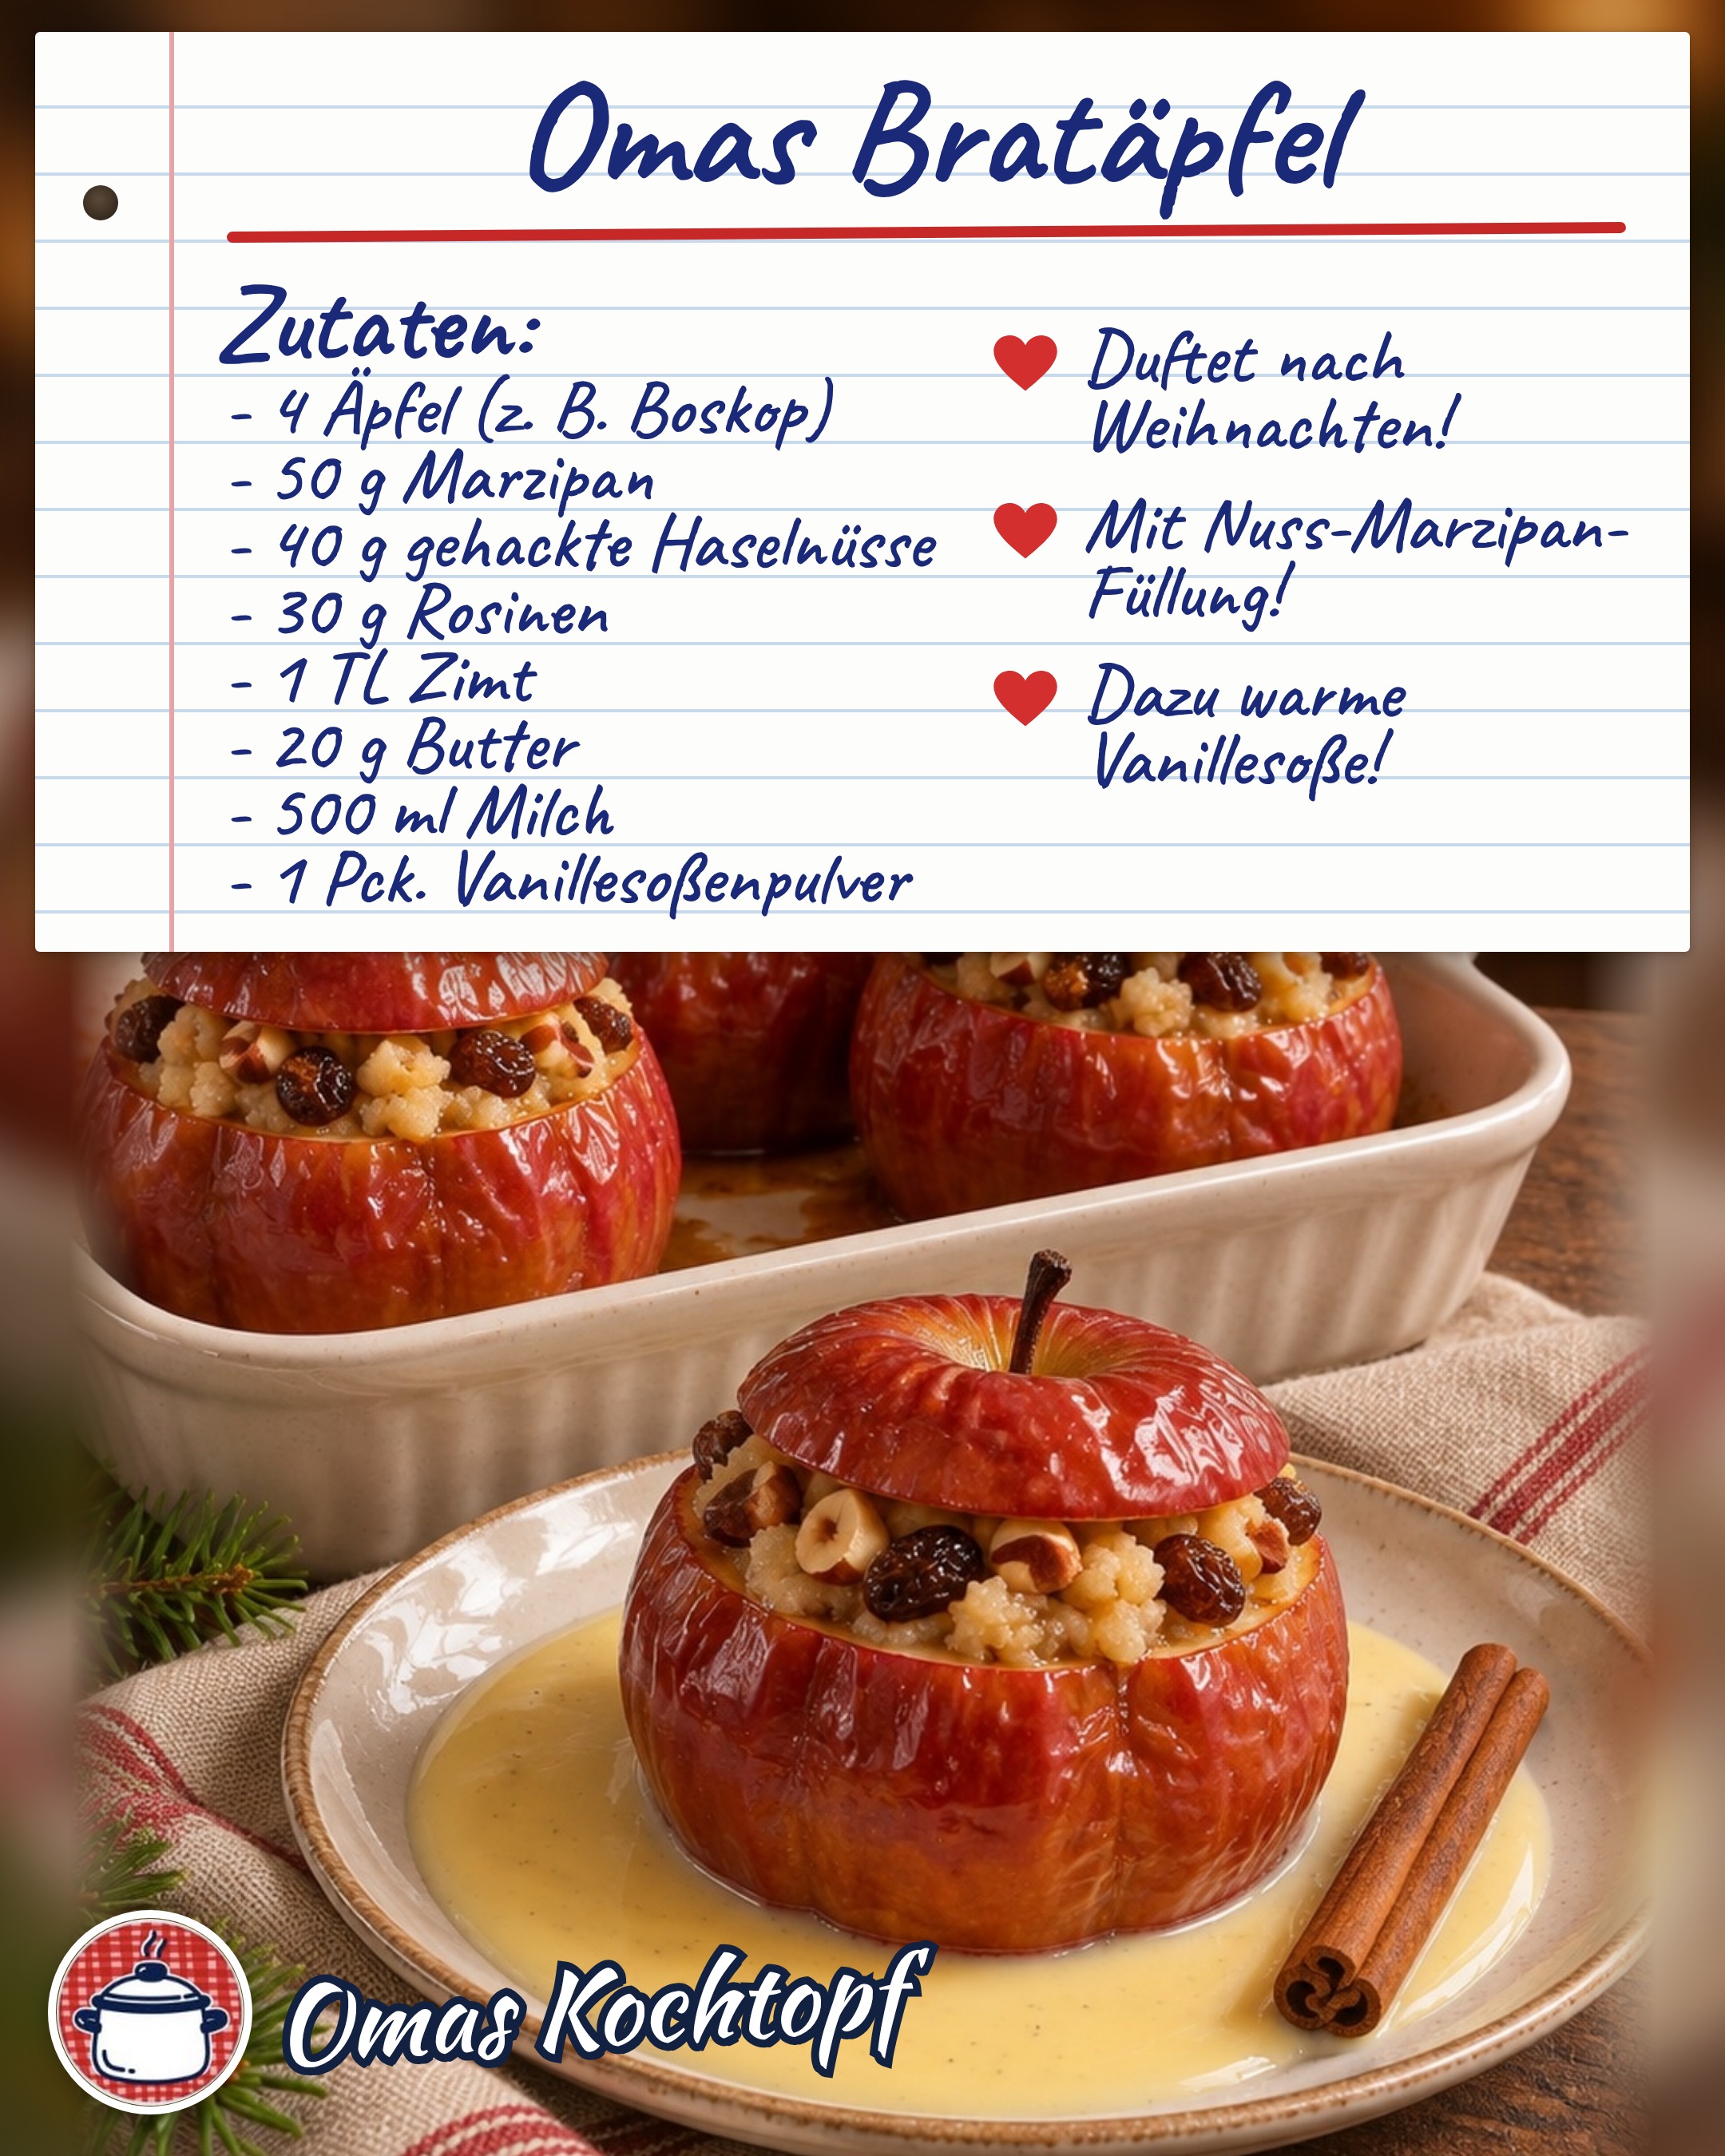 Omas Bratäpfel
Zutaten:
- 4 Äpfel (z. B. Boskop)
- 50 g Marzipan
- 40 g gehackte Haselnüsse
- 30 g Rosinen
- 1 TL Zimt
- 20 g Butter
- 500 ml Milch
- 1 Pck. Vanillesoßenpulver
Duftet nach
Weihnachten!
Mit Nuss-Marzipan-
Füllung!
Dazu warme
Vanillesoße!
Omas Kochtopf